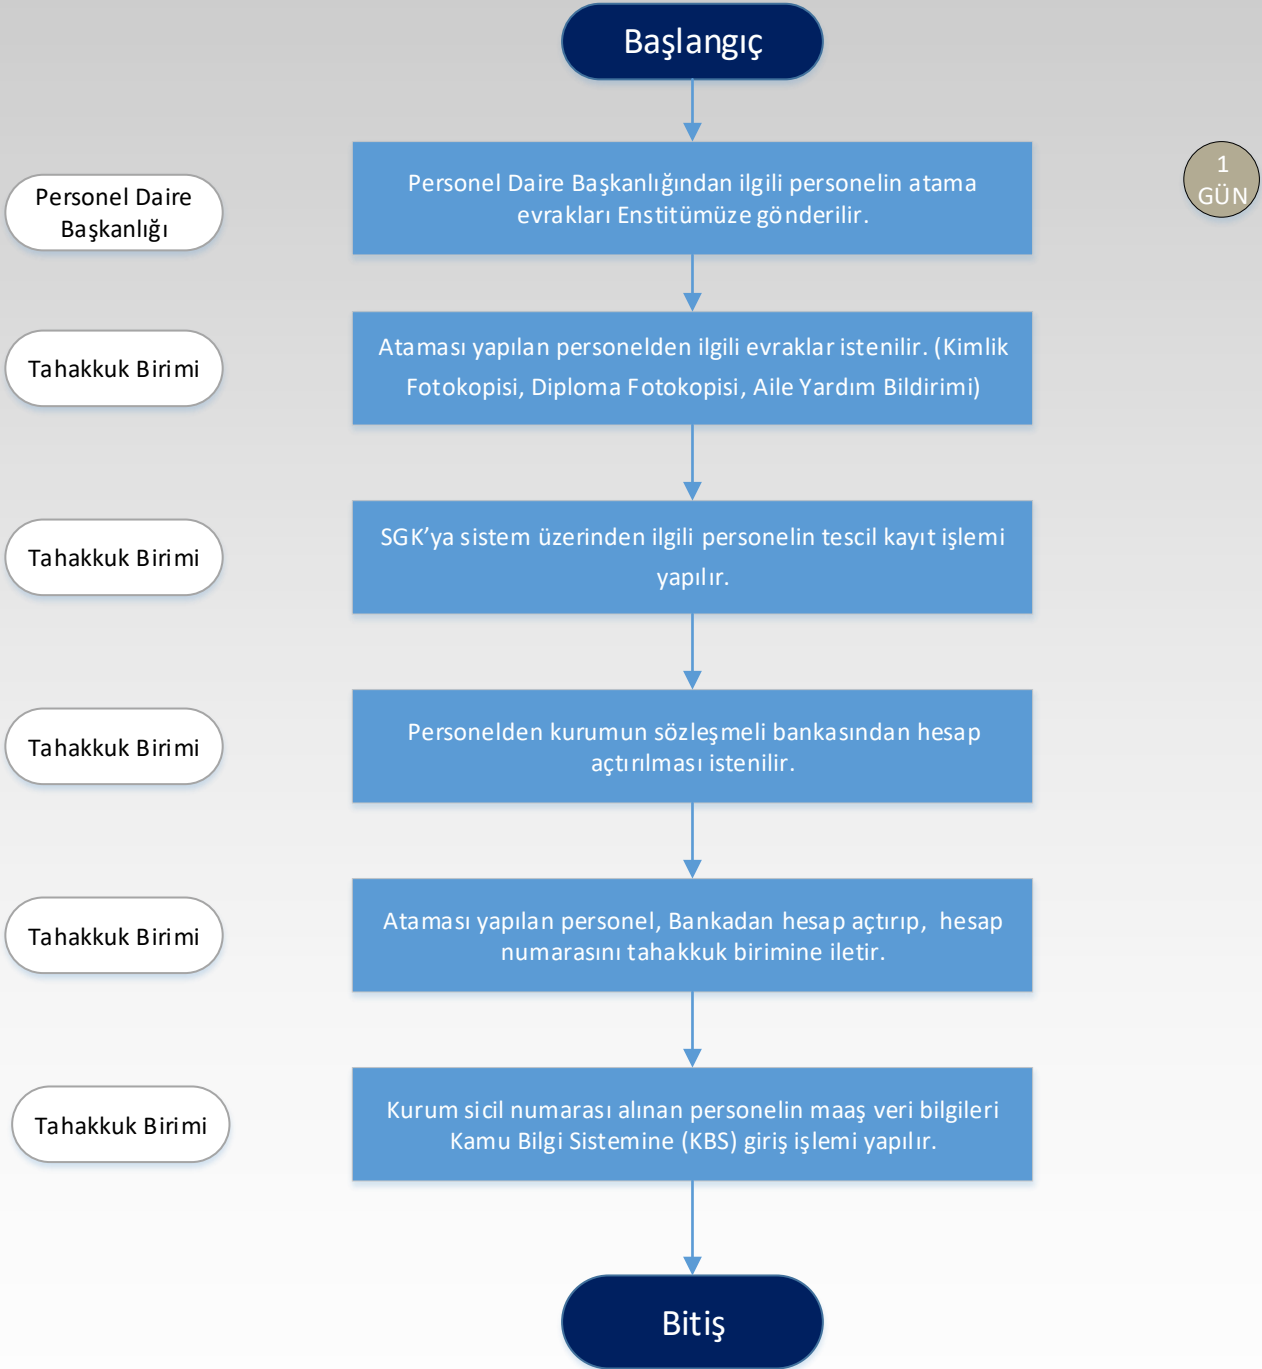 Başlangıç
Personel Daire
Başkanlığı
Personel Daire Başkanlığından ilgili personelin atama
evrakları Enstitümüze gönderilir.
1
GÜN
Tahakkuk Birimi
Ataması yapılan personelden ilgili evraklar istenilir. (Kimlik
Fotokopisi, Diploma Fotokopisi, Aile Yardım Bildirimi)
Tahakkuk Birimi
SGK’ya sistem üzerinden ilgili personelin tescil kayıt işlemi
yapılır.
Tahakkuk Birimi
Personelden kurumun sözleşmeli bankasından hesap
açtırılması istenilir.
Tahakkuk Birimi
Ataması yapılan personel, Bankadan hesap açtırıp, hesap
numarasını tahakkuk birimine iletir.
Tahakkuk Birimi
Kurum sicil numarası alınan personelin maaş veri bilgileri
Kamu Bilgi Sistemine (KBS) giriş işlemi yapılır.
Bitiş